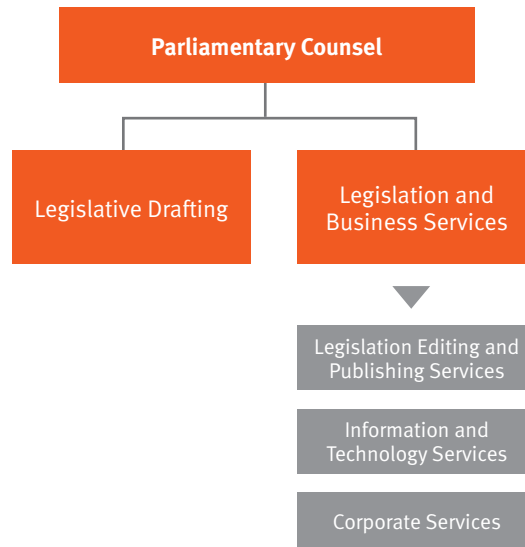 Parliamentary Counsel
Legislative Drafting
Legislation and
Business Services
Legislation Editing and
Publishing Services
Information and
Technology Services
Corporate Services